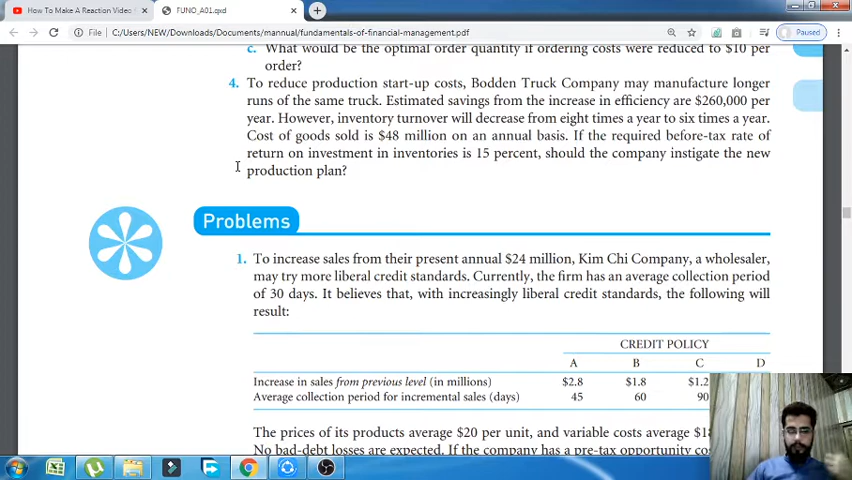 How To Make A Reaction Video
FUNO_A01.qxd
File
C:/Users/NEW/Downloads/Documents/mannual/fundamentals-of-financial-management.pdf
Paused
c. What would be the optimal order quantity if ordering costs were reduced to $10 per
order?
4. To reduce production start-up costs, Bodden Truck Company may manufacture longer
runs of the same truck. Estimated savings from the increase in efficiency are $260,000 per
year. However, inventory turnover will decrease from eight times a year to six times a year.
Cost of goods sold is $48 million on an annual basis. If the required before-tax rate of
return on investment in inventories is 15 percent, should the company instigate the new
production plan?
Problems
1. To increase sales from their present annual $24 million, Kim Chi Company, a wholesaler,
may try more liberal credit standards. Currently, the firm has an average collection period
of 30 days. It believes that, with increasingly liberal credit standards, the following will
result:
CREDIT POLICY
A B C D
Increase in sales from previous level (in millions) $2.8 $1.8 $1.2
Average collection period for incremental sales (days) 45 60 90
The prices of its products average $20 per unit, and variable costs average $18
No bad-debt losses are expected. If the company has a pre-tax opportunity